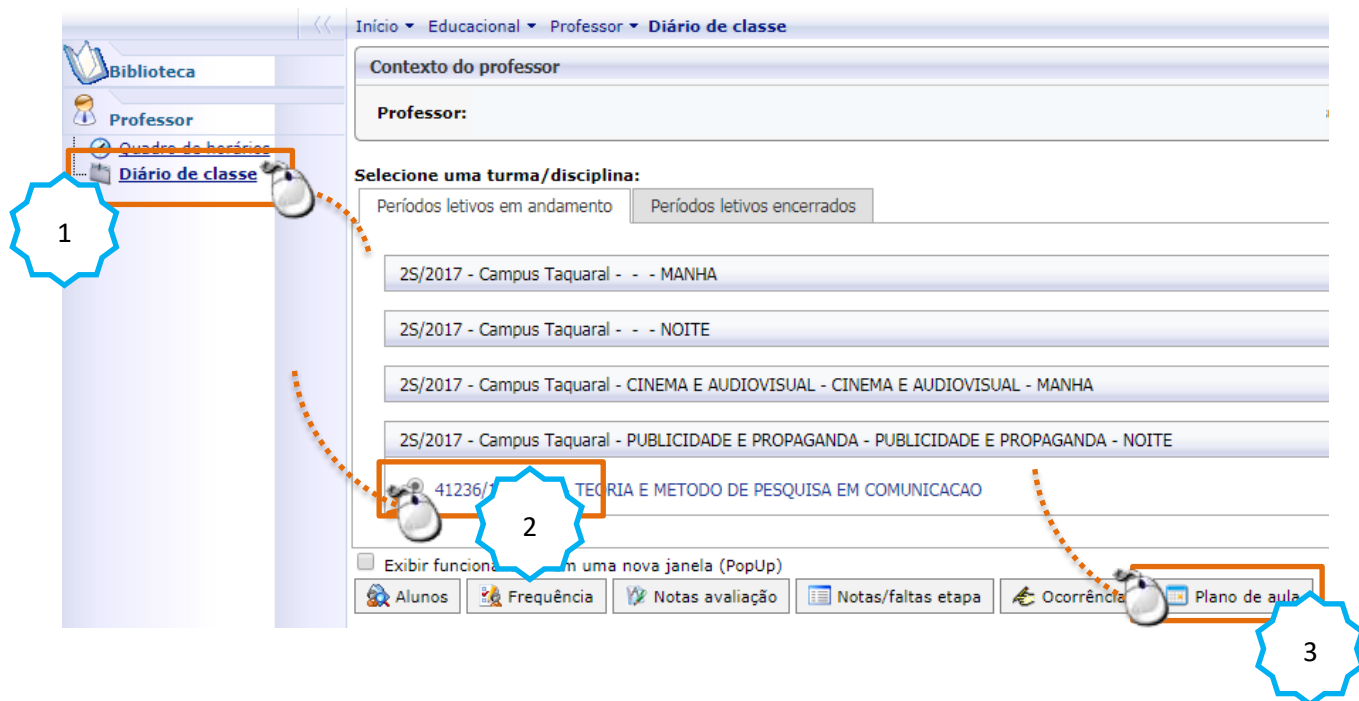 Início Educacional Professor Diário de classe
Biblioteca
Professor
Quadro de horários
Diário de classe
1
Contexto do professor
Professor:
Selecione uma turma/disciplina:
Períodos letivos em andamento Períodos letivos encerrados
2S/2017 - Campus Taquaral - - - MANHA
2S/2017 - Campus Taquaral - - - NOITE
2S/2017 - Campus Taquaral - CINEMA E AUDIOVISUAL - CINEMA E AUDIOVISUAL - MANHA
2S/2017 - Campus Taquaral - PUBLICIDADE E PROPAGANDA - PUBLICIDADE E PROPAGANDA - NOITE
41236/ TEORIA E METODO DE PESQUISA EM COMUNICACAO
2
Exibir uma nova janela (PopUp)
Alunos Frequência Notas avaliação Notas/faltas etapa Ocorrência Plano de aula
3